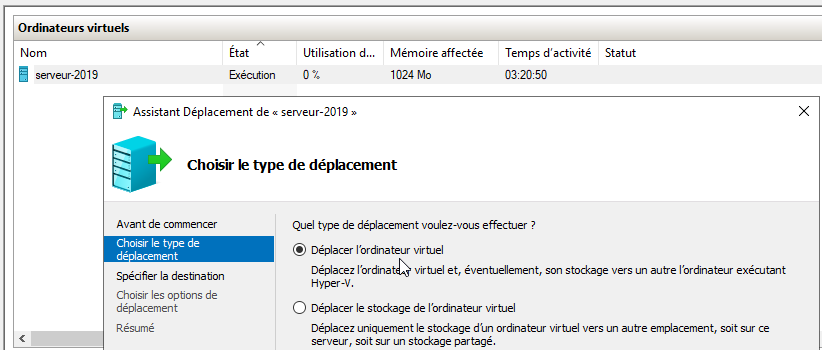 Ordinateurs virtuels
Nom État Utilisation d... Mémoire affectée Temps d'activité Statut
serveur-2019 Exécution 0 % 1024 Mo 03:20:50
Assistant Déplacement de « serveur-2019 »
Choisir le type de déplacement
Avant de commencer
Choisir le type de
déplacement
Spécifier la destination
Choisir les options de
déplacement
Résumé
Quel type de déplacement voulez-vous effectuer ?
Déplacer l'ordinateur virtuel
Déplacez l'ordinateur virtuel et, éventuellement, son stockage vers un autre l'ordinateur exécutant
Hyper-V.
Déplacer le stockage de l'ordinateur virtuel
Déplacez uniquement le stockage d'un ordinateur virtuel vers un autre emplacement, soit sur ce
serveur, soit sur un stockage partagé.